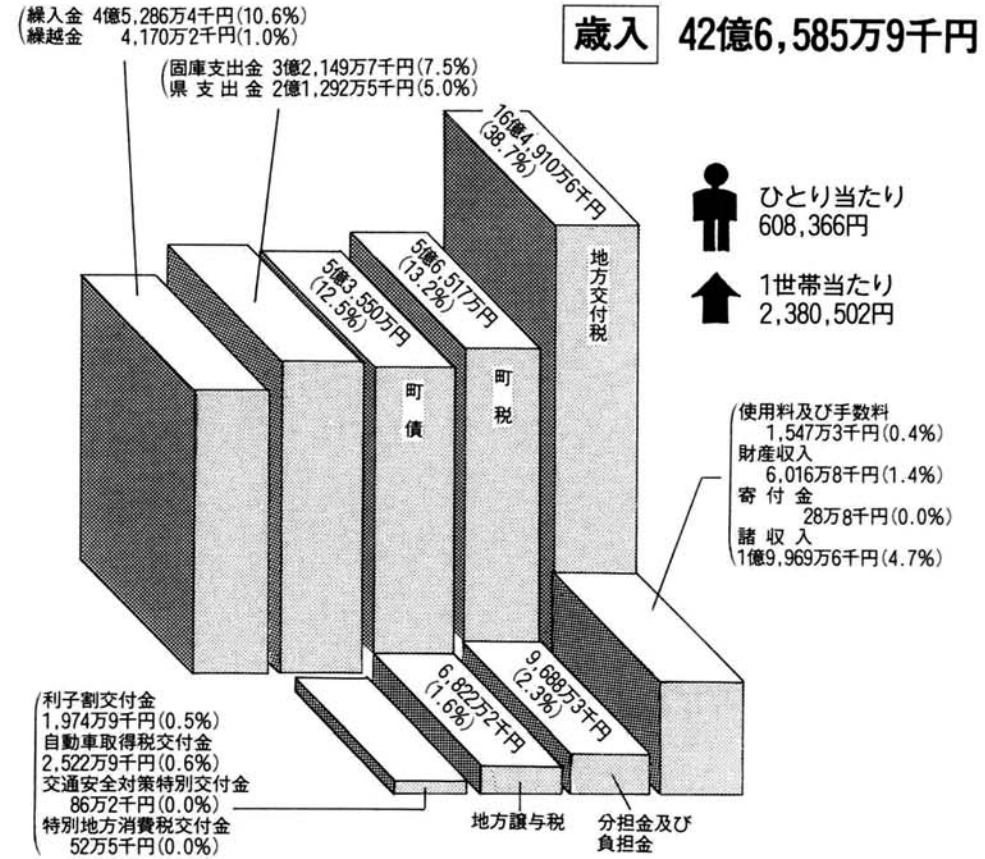 歳入 42億6,585万9千円
繰入金 4億5,286万4千円(10.6%)
繰越金 4,170万2千円(1.0%)
固庫支出金 3億2,149万7千円(7.5%)
県支出金 2億1,292万5千円(5.0%)
5億3,550万円
(12.5%)
町債
5億6,517万円
(13.2%)
町税
16億4,910万6千円
(38.7%)
地方交付税
ひとり当たり
608,366円
1世帯当たり
2,380,502円
使用料及び手数料
1,547万3千円(0.4%)
財産収入
6,016万8千円(1.4%)
寄付金
28万8千円(0.0%)
諸収入
1億9,969万6千円(4.7%)
利子割交付金
1,974万9千円(0.5%)
自動車取得税交付金
2,522万9千円(0.6%)
交通安全対策特別交付金
86万2千円(0.0%)
特別地方消費税交付金
52万5千円(0.0%)
6,822万2千円
(1.6%)
地方譲与税
9,688万3千円
(2.3%)
分担金及び
負担金